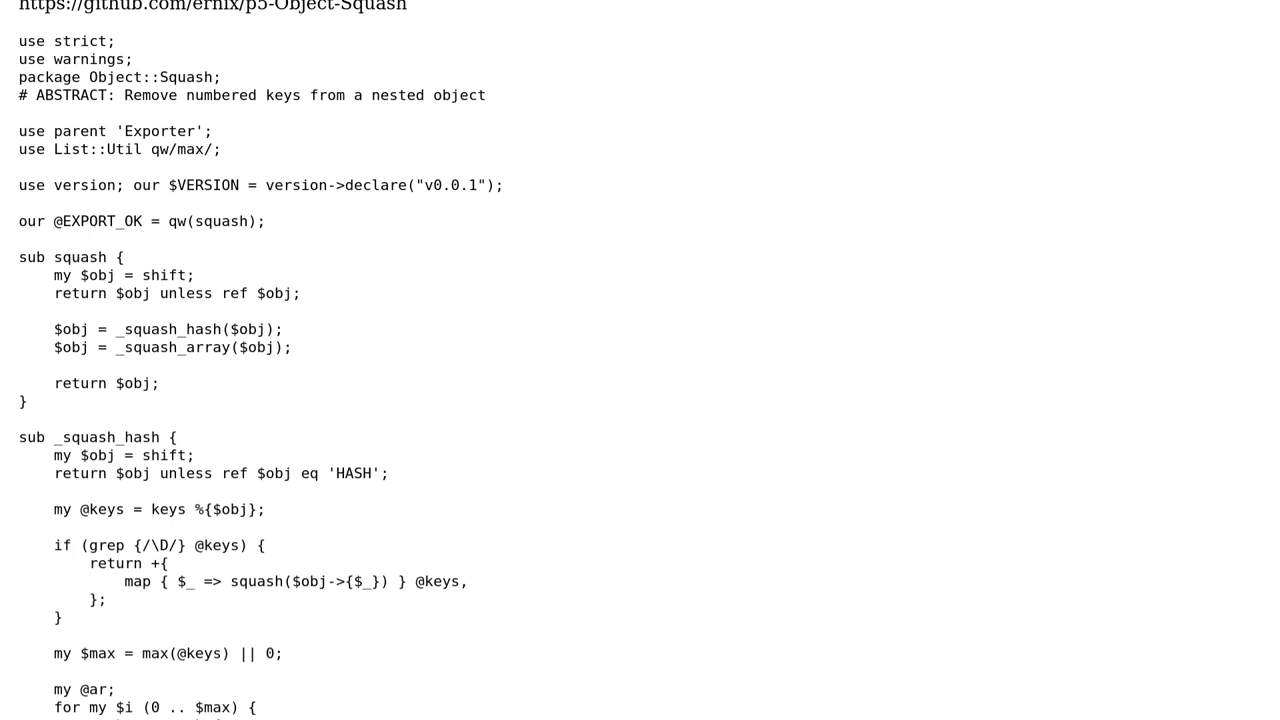 https://github.com/ernix/p5-Object-Squash
use strict;
use warnings;
package Object::Squash;
# ABSTRACT: Remove numbered keys from a nested object
use parent 'Exporter';
use List::Util qw/max/;
use version; our $VERSION = version->declare("v0.0.1");
our @EXPORT_OK = qw(squash);
sub squash {
    my $obj = shift;
    return $obj unless ref $obj;
    $obj = _squash_hash($obj);
    $obj = _squash_array($obj);
    return $obj;
}
sub _squash_hash {
    my $obj = shift;
    return $obj unless ref $obj eq 'HASH';
    my @keys = keys %{$obj};
    if (grep {/\D/} @keys) {
        return +{
            map { $_ => squash($obj->{$_}) } @keys,
        };
    }
    my $max = max(@keys) || 0;
    my @ar;
    for my $i (0 .. $max) {